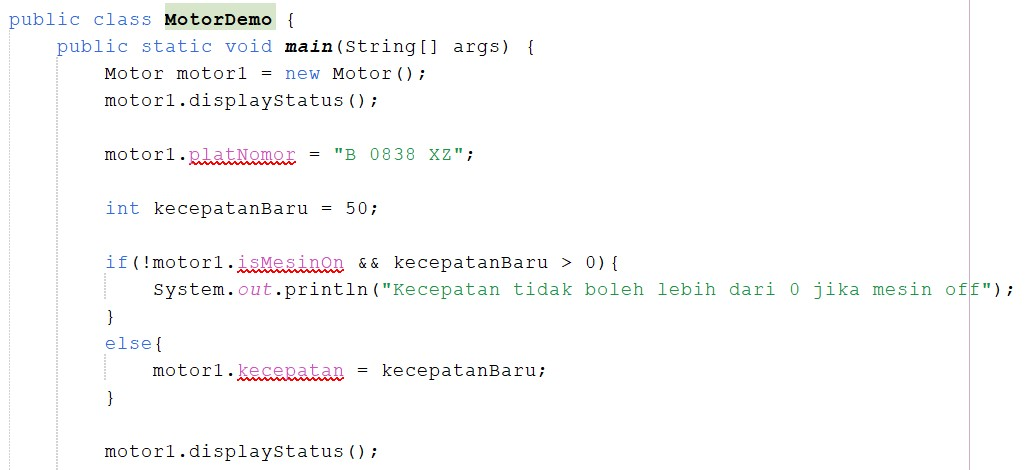 public class MotorDemo {
    public static void main(String[] args) {
        Motor motor1 = new Motor();
        motor1.displayStatus();
        motor1.platNomor = "B 0838 XZ";
        int kecepatanBaru = 50;
        if(!motor1.isMesinOn && kecepatanBaru > 0){
            System.out.println("Kecepatan tidak boleh lebih dari 0 jika mesin off");
        }
        else{
            motor1.kecepatan = kecepatanBaru;
        }
        motor1.displayStatus();